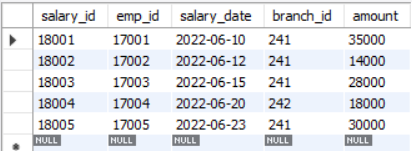 salary_id emp_id salary_date branch_id amount
18001 17001 2022-06-10 241 35000
18002 17002 2022-06-12 241 14000
18003 17003 2022-06-15 241 28000
18004 17004 2022-06-20 242 18000
18005 17005 2022-06-23 241 30000
NULL NULL NULL NULL NULL